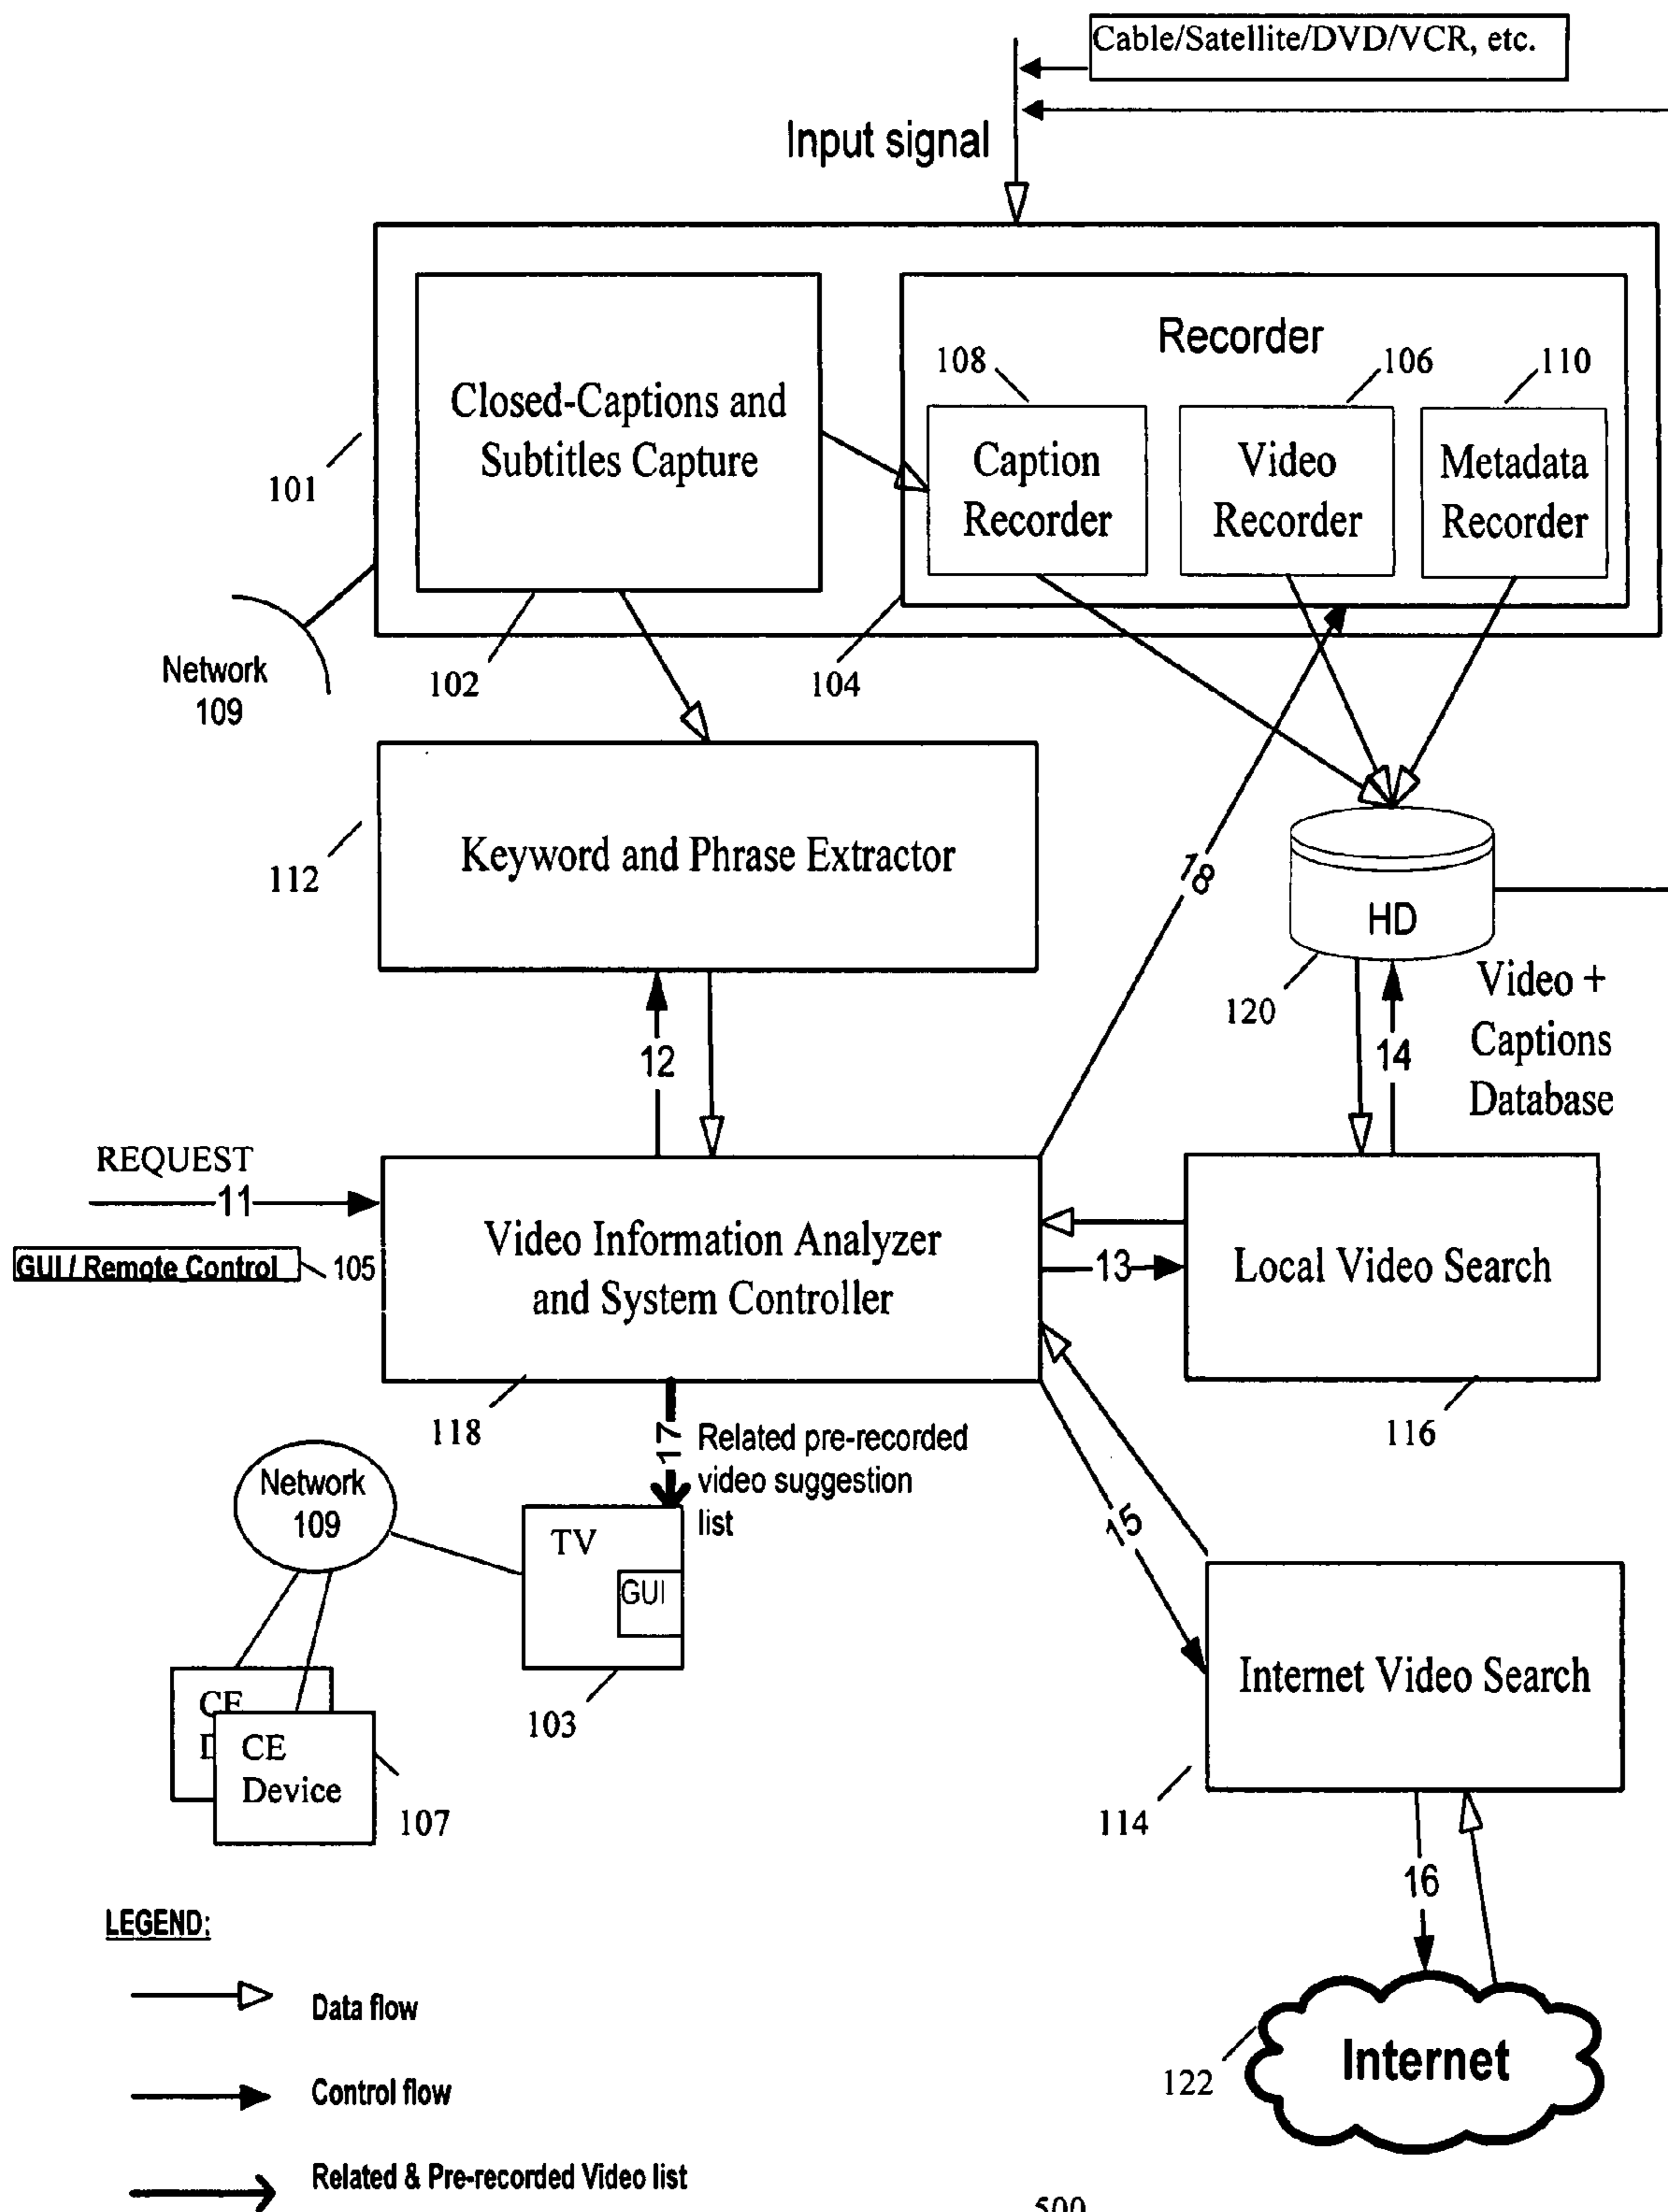 Cable/Satellite/DVD/VCR, etc.
Input signal
Recorder
108
106
110
Closed-Captions and
Subtitles Capture
Caption
Recorder
Video
Recorder
Metadata
Recorder
101
102
104
Network
109
112
Keyword and Phrase Extractor
18
HD
120
Video +
Captions
Database
12
14
REQUEST
11
GUI / Remote Control
105
Video Information Analyzer
and System Controller
13
Local Video Search
118
116
17
Related pre-recorded
video suggestion
list
Network
109
TV
GUI
15
103
Internet Video Search
CE
D
CE
Device
107
114
16
LEGEND:
Data flow
Control flow
Related & Pre-recorded Video list
Internet
122
500